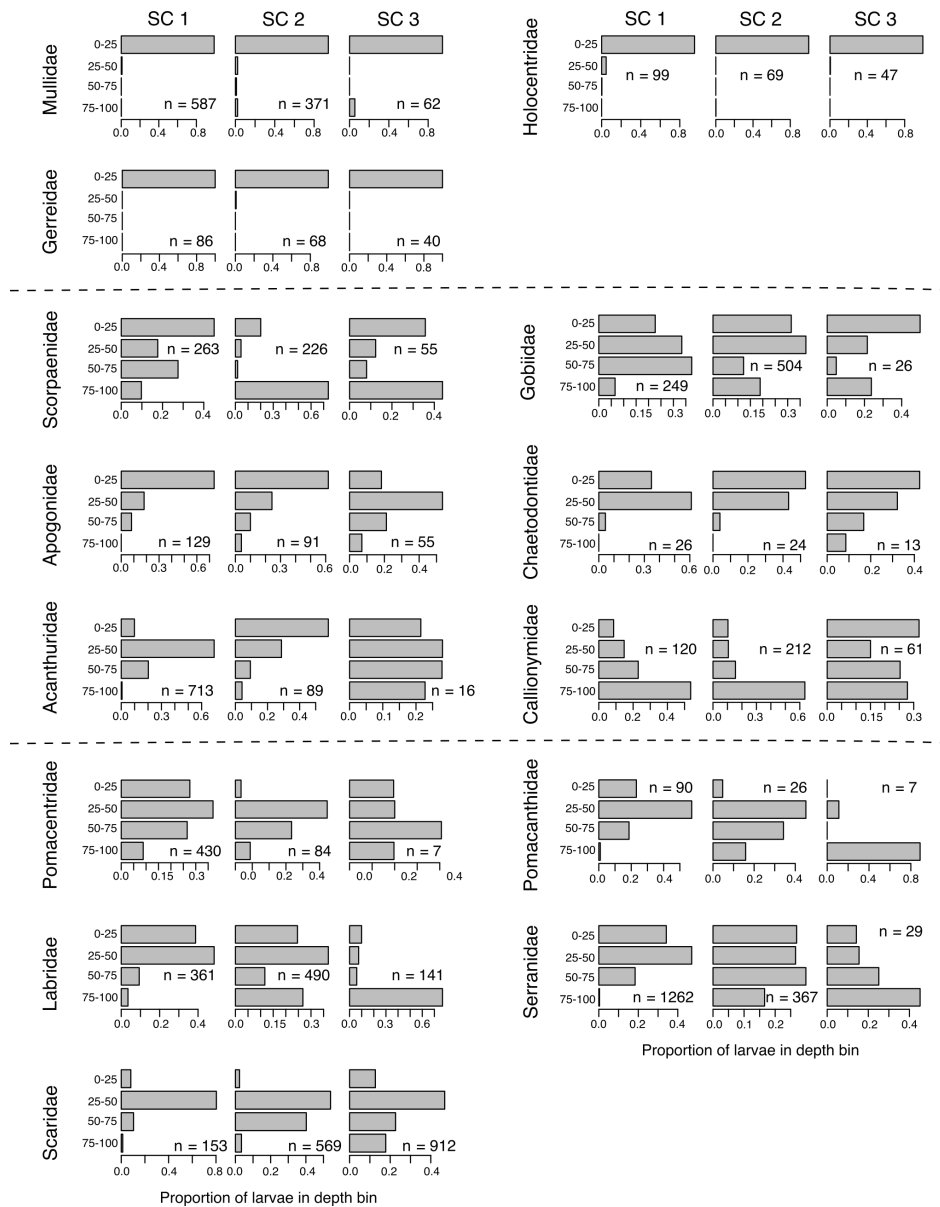 SC 1 SC 2 SC 3
Mullidae
0-25
25-50
50-75
75-100
n = 587 n = 371 n = 62
0.0 0.4 0.8 0.0 0.4 0.8 0.0 0.4 0.8
SC 1 SC 2 SC 3
Holocentridae
0-25
25-50
50-75
75-100
n = 99 n = 69 n = 47
0.0 0.4 0.8 0.0 0.4 0.8 0.0 0.4 0.8
Gerreidae
0-25
25-50
50-75
75-100
n = 86 n = 68 n = 40
0.0 0.4 0.8 0.0 0.4 0.8 0.0 0.4 0.8
Scorpaenidae
0-25
25-50
50-75
75-100
n = 263 n = 226 n = 55
0.0 0.2 0.4 0.0 0.3 0.6 0.0 0.2 0.4
Gobiidae
0-25
25-50
50-75
75-100
n = 249 n = 504 n = 26
0.0 0.15 0.3 0.0 0.15 0.3 0.0 0.2 0.4
Apogonidae
0-25
25-50
50-75
75-100
n = 129 n = 91 n = 55
0.0 0.3 0.6 0.0 0.3 0.6 0.0 0.2 0.4
Chaetodontidae
0-25
25-50
50-75
75-100
n = 26 n = 24 n = 13
0.0 0.2 0.4 0.6 0.0 0.2 0.4 0.0 0.2 0.4
Acanthuridae
0-25
25-50
50-75
75-100
n = 713 n = 89 n = 16
0.0 0.3 0.6 0.0 0.2 0.4 0.0 0.1 0.2
Callionymidae
0-25
25-50
50-75
75-100
n = 120 n = 212 n = 61
0.0 0.2 0.4 0.0 0.3 0.6 0.0 0.15 0.3
Pomacentridae
0-25
25-50
50-75
75-100
n = 430 n = 84 n = 7
0.0 0.15 0.3 0.0 0.2 0.4 0.0 0.2 0.4
Pomacanthidae
0-25
25-50
50-75
75-100
n = 90 n = 26 n = 7
0.0 0.2 0.4 0.0 0.2 0.4 0.0 0.4 0.8
Labridae
0-25
25-50
50-75
75-100
n = 361 n = 490 n = 141
0.0 0.2 0.4 0.0 0.15 0.3 0.0 0.3 0.6
Serranidae
0-25
25-50
50-75
75-100
n = 1262 n = 367 n = 29
0.0 0.2 0.4 0.0 0.1 0.2 0.0 0.2 0.4
Proportion of larvae in depth bin
Scaridae
0-25
25-50
50-75
75-100
n = 153 n = 569 n = 912
0.0 0.4 0.8 0.0 0.2 0.4 0.0 0.2 0.4
Proportion of larvae in depth bin